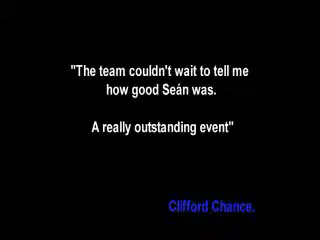 "The team couldn't wait to tell me
how good Seán was.
A really outstanding event"
Clifford Chance.